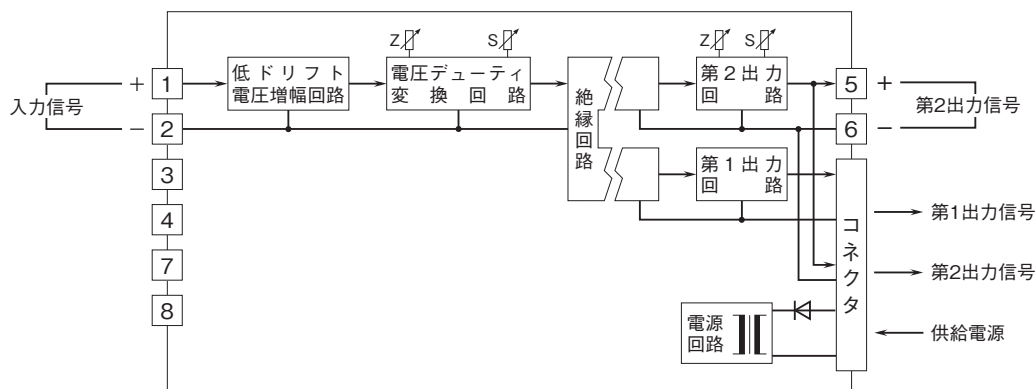 Z
S
Z
S
低ドリフト
電圧増幅回路
電圧デューティ
変換回路
第2出力
回路
絶縁回路
第1出力
回路
+
入力信号
−
1
2
3
4
7
8
5
6
+
第2出力信号
−
コネクタ
第1出力信号
第2出力信号
供給電源
電源
回路